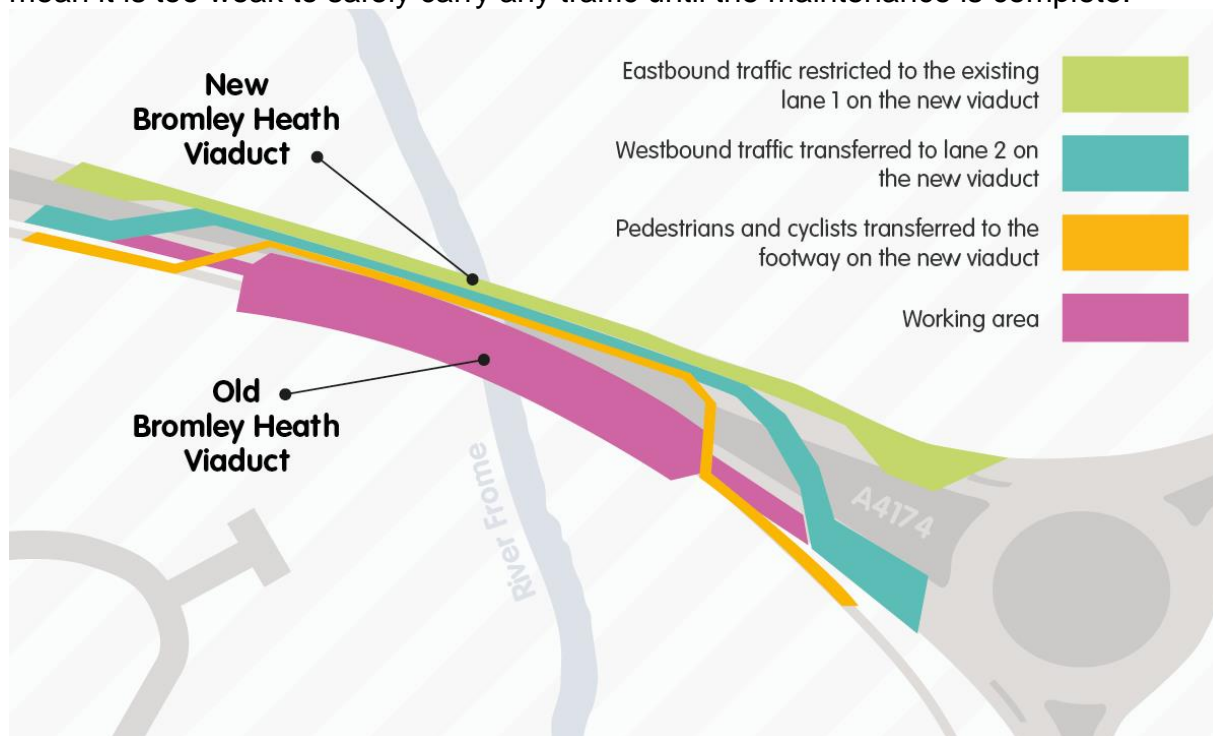 mean it is too weak to safely carry any traffic until the maintenance is complete.
New
Bromley Heath
Viaduct
Eastbound traffic restricted to the existing
lane 1 on the new viaduct
Westbound traffic transferred to lane 2 on
the new viaduct
Pedestrians and cyclists transferred to the
footway on the new viaduct
Working area
Old
Bromley Heath
Viaduct
River Frome
A4174